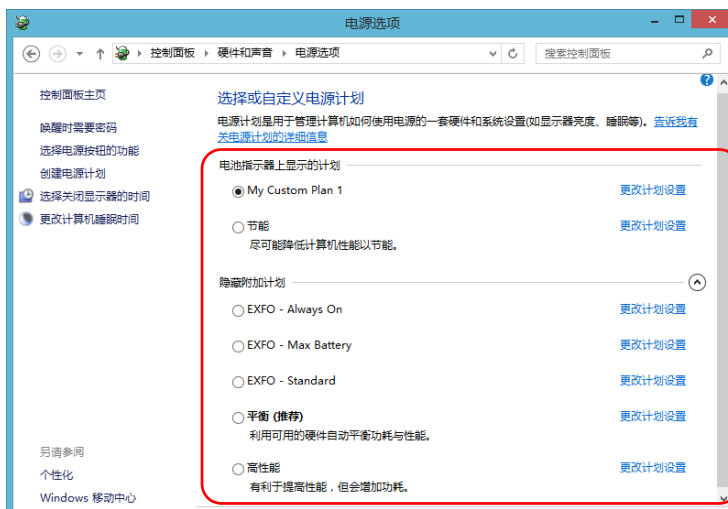 电源选项
控制面板 ▸ 硬件和声音 ▸ 电源选项
搜索控制面板
控制面板主页
唤醒时需要密码
选择电源按钮的功能
创建电源计划
选择关闭显示器的时间
更改计算机睡眠时间
选择或自定义电源计划
电源计划是用于管理计算机如何使用电源的一套硬件和系统设置(如显示器亮度、睡眠等)。告诉我有
关电源计划的详细信息
电池指示器上显示的计划
My Custom Plan 1 更改计划设置
节能 更改计划设置
尽可能降低计算机性能以节能。
隐藏附加计划
EXFO - Always On 更改计划设置
EXFO - Max Battery 更改计划设置
EXFO - Standard 更改计划设置
平衡 (推荐) 更改计划设置
利用可用的硬件自动平衡功耗与性能。
高性能 更改计划设置
有利于提高性能，但会增加功耗。
另请参阅
个性化
Windows 移动中心